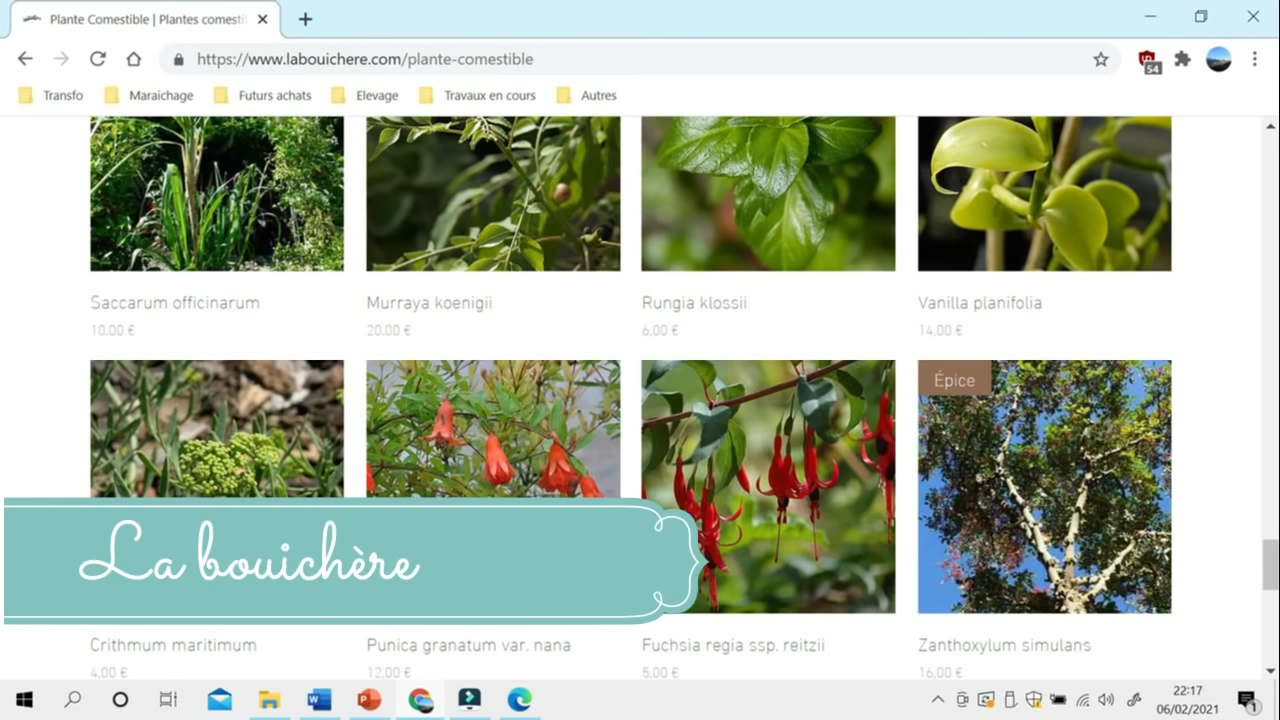 Plante Comestible | Plantes comesti
https://www.labouichere.com/plante-comestible
54
Transfo Maraichage Futurs achats Elevage Travaux en cours Autres
Saccarum officinarum Murraya koenigii Rungia klossii Vanilla planifolia
10,00 € 20,00 € 6,00 € 14,00 €
Épice
La bouichère
Crithmum maritimum Punica granatum var. nana Fuchsia regia ssp. reitzii Zanthoxylum simulans
4,00 € 12,00 € 5,00 € 16,00 €
22:17
06/02/2021
1